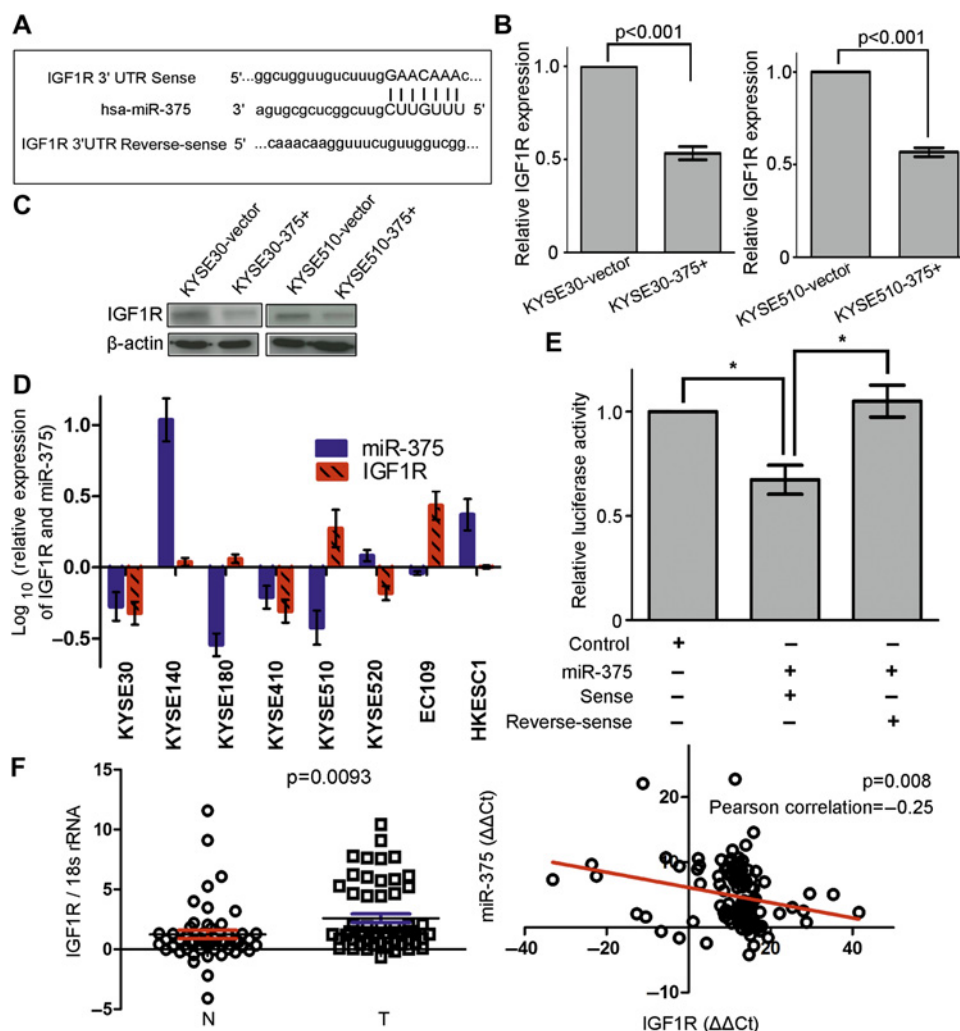 A
IGF1R 3' UTR Sense 5'...ggcugguugucuuugGAACAAAc...
hsa-miR-375 3' agugcgcucggcuugCUUGUUU 5'
IGF1R 3'UTR Reverse-sense 5' ...caaacaagguuucuguuggucgg...
B
p<0.001
Relative IGF1R expression
1.0
0.5
0.0
KYSE30-vector
KYSE30-375+
p<0.001
Relative IGF1R expression
1.0
0.5
0.0
KYSE510-vector
KYSE510-375+
C
KYSE30-vector
KYSE30-375+
KYSE510-vector
KYSE510-375+
IGF1R
β-actin
D
Log 10 (relative expression
of IGF1R and miR-375)
1.0
0.5
0.0
−0.5
miR-375
IGF1R
KYSE30
KYSE140
KYSE180
KYSE410
KYSE510
KYSE520
EC109
HKESC1
E
* *
Relative luciferase activity
1.0
0.5
0.0
Control + − −
miR-375 − + +
Sense − + −
Reverse-sense − − +
F
p=0.0093
IGF1R / 18s rRNA
15
10
5
0
−5
N T
p=0.008
Pearson correlation=−0.25
miR-375 (ΔΔCt)
20
−10
−40 −20 20 40
IGF1R (ΔΔCt)